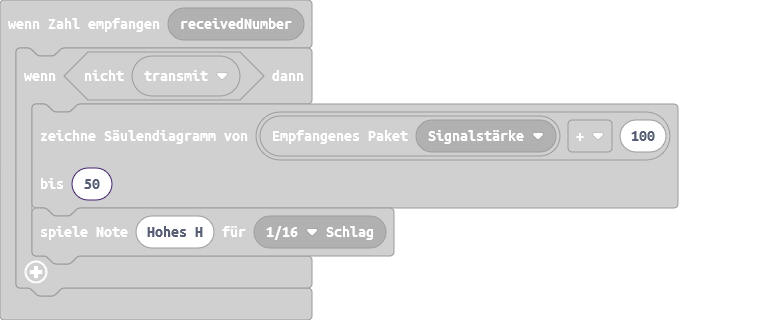 wenn Zahl empfangen receivedNumber
wenn nicht transmit dann
zeichne Säulendiagramm von Empfangenes Paket Signalstärke + 100
bis 50
spiele Note Hohes H für 1/16 Schlag